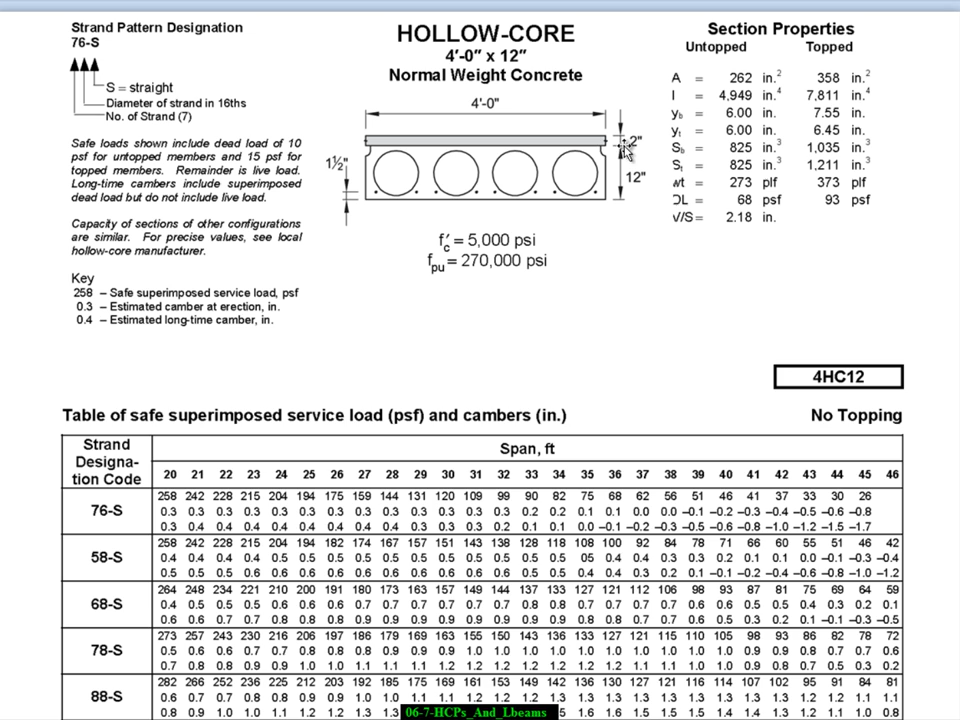 Strand Pattern Designation
76-S
S = straight
Diameter of strand in 16ths
No. of Strand (7)
Safe loads shown include dead load of 10
psf for untopped members and 15 psf for
topped members. Remainder is live load.
Long-time cambers include superimposed
dead load but do not include live load.
Capacity of sections of other configurations
are similar. For precise values, see local
hollow-core manufacturer.
Key
258 – Safe superimposed service load, psf
0.3 – Estimated camber at erection, in.
0.4 – Estimated long-time camber, in.
HOLLOW-CORE
4′-0″ x 12″
Normal Weight Concrete
4'-0"
1½"
2"
12"
f′c = 5,000 psi
fpu = 270,000 psi
Section Properties
Untopped Topped
A = 262 in.² 358 in.²
I = 4,949 in.⁴ 7,811 in.⁴
yb = 6.00 in. 7.55 in.
yt = 6.00 in. 6.45 in.
Sb = 825 in.³ 1,035 in.³
St = 825 in.³ 1,211 in.³
wt = 273 plf 373 plf
DL = 68 psf 93 psf
V/S = 2.18 in.
4HC12
Table of safe superimposed service load (psf) and cambers (in.) No Topping
Strand Designa-tion Code
Span, ft
20 21 22 23 24 25 26 27 28 29 30 31 32 33 34 35 36 37 38 39 40 41 42 43 44 45 46
76-S
258 242 228 215 204 194 175 159 144 131 120 109 99 90 82 75 68 62 56 51 46 41 37 33 30 26
0.3 0.3 0.3 0.3 0.3 0.3 0.3 0.3 0.3 0.3 0.3 0.3 0.3 0.2 0.2 0.1 0.1 0.0 0.0 –0.1 –0.2 –0.3 –0.4 –0.5 –0.6 –0.8
0.3 0.4 0.4 0.4 0.4 0.4 0.4 0.4 0.4 0.3 0.3 0.3 0.2 0.1 0.1 0.0 –0.1 –0.2 –0.3 –0.5 –0.6 –0.8 –1.0 –1.2 –1.5 –1.7
58-S
258 242 228 215 204 194 182 174 167 157 151 143 138 128 118 108 100 92 84 78 71 66 60 55 51 46 42
0.4 0.4 0.4 0.4 0.5 0.5 0.5 0.5 0.5 0.5 0.5 0.5 0.5 0.5 0.5 05 0.4 0.4 0.3 0.3 0.2 0.1 0.1 0.0 –0.1 –0.3 –0.4
0.5 0.5 0.5 0.6 0.6 0.6 0.6 0.6 0.6 0.6 0.6 0.6 0.6 0.5 0.5 0.4 0.4 0.3 0.2 0.1 –0.1 –0.2 –0.4 –0.6 –0.8 –1.0 –1.2
68-S
264 248 234 221 210 200 191 180 173 163 157 149 144 137 133 127 121 112 106 98 93 87 81 75 69 64 59
0.4 0.5 0.5 0.5 0.6 0.6 0.6 0.7 0.7 0.7 0.7 0.7 0.7 0.8 0.8 0.7 0.7 0.7 0.7 0.6 0.6 0.5 0.5 0.4 0.3 0.2 0.1
0.6 0.6 0.7 0.7 0.8 0.8 0.8 0.9 0.9 0.9 0.9 0.9 0.9 0.9 0.9 0.8 0.8 0.7 0.7 0.6 0.5 0.3 0.2 0.1 –0.1 –0.3 –0.5
78-S
273 257 243 230 216 206 197 186 179 169 163 155 150 143 136 133 127 121 115 110 105 98 93 86 82 78 72
0.5 0.6 0.6 0.7 0.7 0.8 0.8 0.8 0.9 0.9 0.9 1.0 1.0 1.0 1.0 1.0 1.0 1.0 1.0 1.0 1.0 0.9 0.9 0.8 0.7 0.7 0.6
0.7 0.8 0.8 0.9 0.9 1.0 1.0 1.1 1.1 1.1 1.2 1.2 1.2 1.2 1.2 1.2 1.1 1.1 1.1 1.0 1.0 0.9 0.8 0.7 0.5 0.3 0.2
88-S
282 266 252 236 225 212 203 192 185 175 169 161 153 149 142 136 130 127 121 116 114 107 102 95 91 84 81
0.6 0.7 0.7 0.8 0.8 0.9 0.9 1.0 1.0 1.1 1.1 1.2 1.2 1.2 1.3 1.3 1.3 1.3 1.3 1.3 1.3 1.3 1.2 1.2 1.1 1.1
0.8 0.9 1.0 1.0 1.1 1.2 1.2 1.3 1.3 5 1.6 1.6 1.5 1.5 1.5 1.4 1.3 1.3 1.2 1.1 1.0 0.8
06-7-HCPs_And_Lbeams